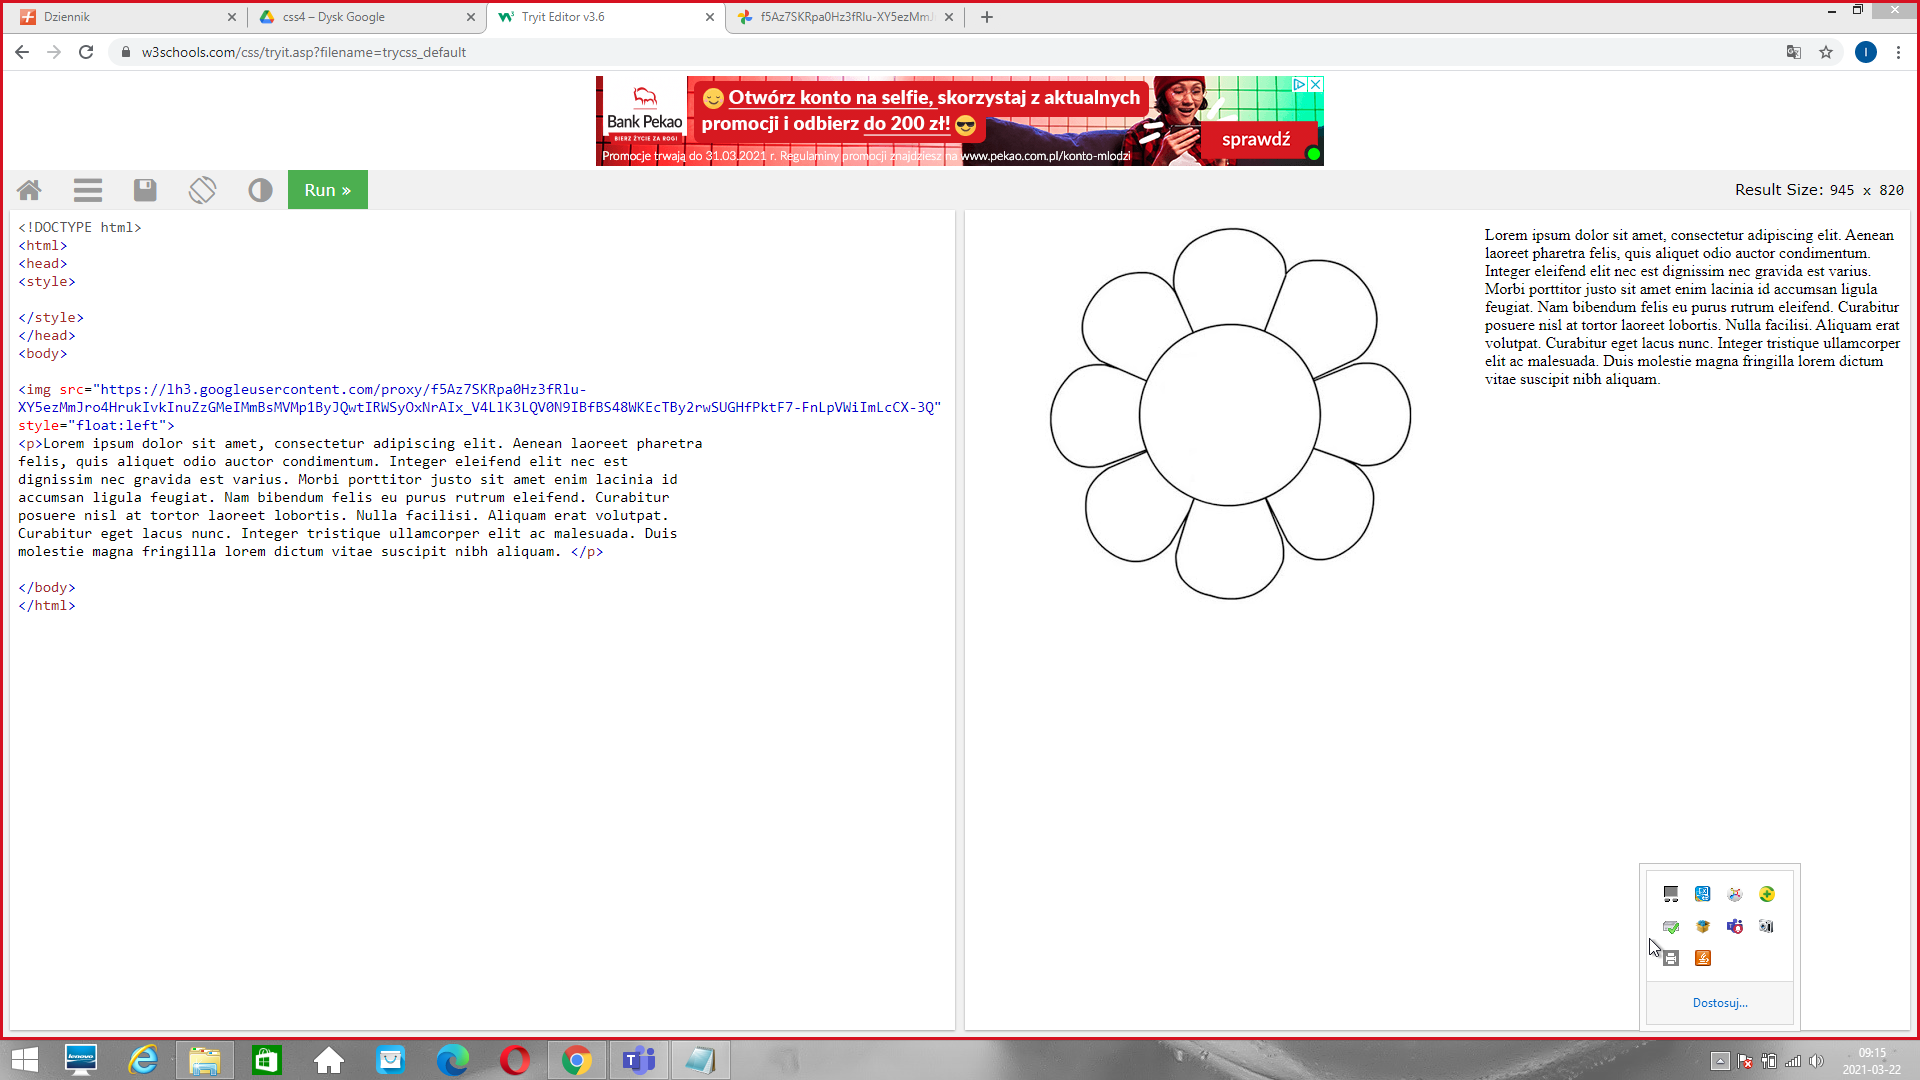 Dziennik
css4 – Dysk Google
Tryit Editor v3.6
f5Az7SKRpa0Hz3fRlu-XY5ezMmJ
w3schools.com/css/tryit.asp?filename=trycss_default
Bank Pekao
BIERZ ŻYCIE ZA ROGI
Otwórz konto na selfie, skorzystaj z aktualnych
promocji i odbierz do 200 zł!
sprawdź
Promocje trwają do 31.03.2021 r. Regulaminy promocji znajdziesz na www.pekao.com.pl/konto-mlodzi
Run »
Result Size: 945 x 820
<!DOCTYPE html>
<html>
<head>
<style>
</style>
</head>
<body>
<img src="https://lh3.googleusercontent.com/proxy/f5Az7SKRpa0Hz3fRlu-
XY5ezMmJro4HrukIvkInuZzGMeIMmBsMVMp1ByJQwtIRWSyOxNrAIx_V4LlK3LQV0N9IBfBS48WKEcTBy2rwSUGHfPktF7-FnLpVWiImLcCX-3Q"
style="float:left">
<p>Lorem ipsum dolor sit amet, consectetur adipiscing elit. Aenean laoreet pharetra
felis, quis aliquet odio auctor condimentum. Integer eleifend elit nec est
dignissim nec gravida est varius. Morbi porttitor justo sit amet enim lacinia id
accumsan ligula feugiat. Nam bibendum felis eu purus rutrum eleifend. Curabitur
posuere nisl at tortor laoreet lobortis. Nulla facilisi. Aliquam erat volutpat.
Curabitur eget lacus nunc. Integer tristique ullamcorper elit ac malesuada. Duis
molestie magna fringilla lorem dictum vitae suscipit nibh aliquam. </p>
</body>
</html>
Lorem ipsum dolor sit amet, consectetur adipiscing elit. Aenean
laoreet pharetra felis, quis aliquet odio auctor condimentum.
Integer eleifend elit nec est dignissim nec gravida est varius.
Morbi porttitor justo sit amet enim lacinia id accumsan ligula
feugiat. Nam bibendum felis eu purus rutrum eleifend. Curabitur
posuere nisl at tortor laoreet lobortis. Nulla facilisi. Aliquam erat
volutpat. Curabitur eget lacus nunc. Integer tristique ullamcorper
elit ac malesuada. Duis molestie magna fringilla lorem dictum
vitae suscipit nibh aliquam.
Dostosuj...
lenovo
09:15
2021-03-22